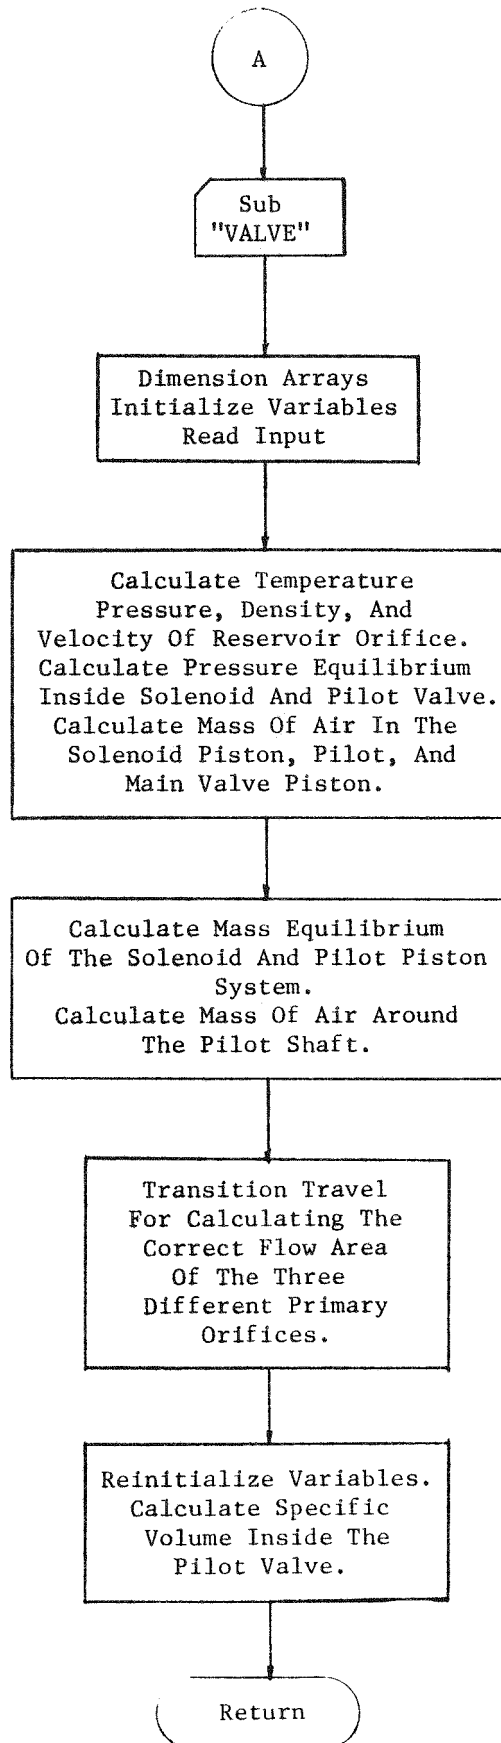 A
Sub
"VALVE"
Dimension Arrays
Initialize Variables
Read Input
Calculate Temperature
Pressure, Density, And
Velocity Of Reservoir Orifice.
Calculate Pressure Equilibrium
Inside Solenoid And Pilot Valve.
Calculate Mass Of Air In The
Solenoid Piston, Pilot, And
Main Valve Piston.
Calculate Mass Equilibrium
Of The Solenoid And Pilot Piston
System.
Calculate Mass Of Air Around
The Pilot Shaft.
Transition Travel
For Calculating The
Correct Flow Area
Of The Three
Different Primary
Orifices.
Reinitialize Variables.
Calculate Specific
Volume Inside The
Pilot Valve.
Return